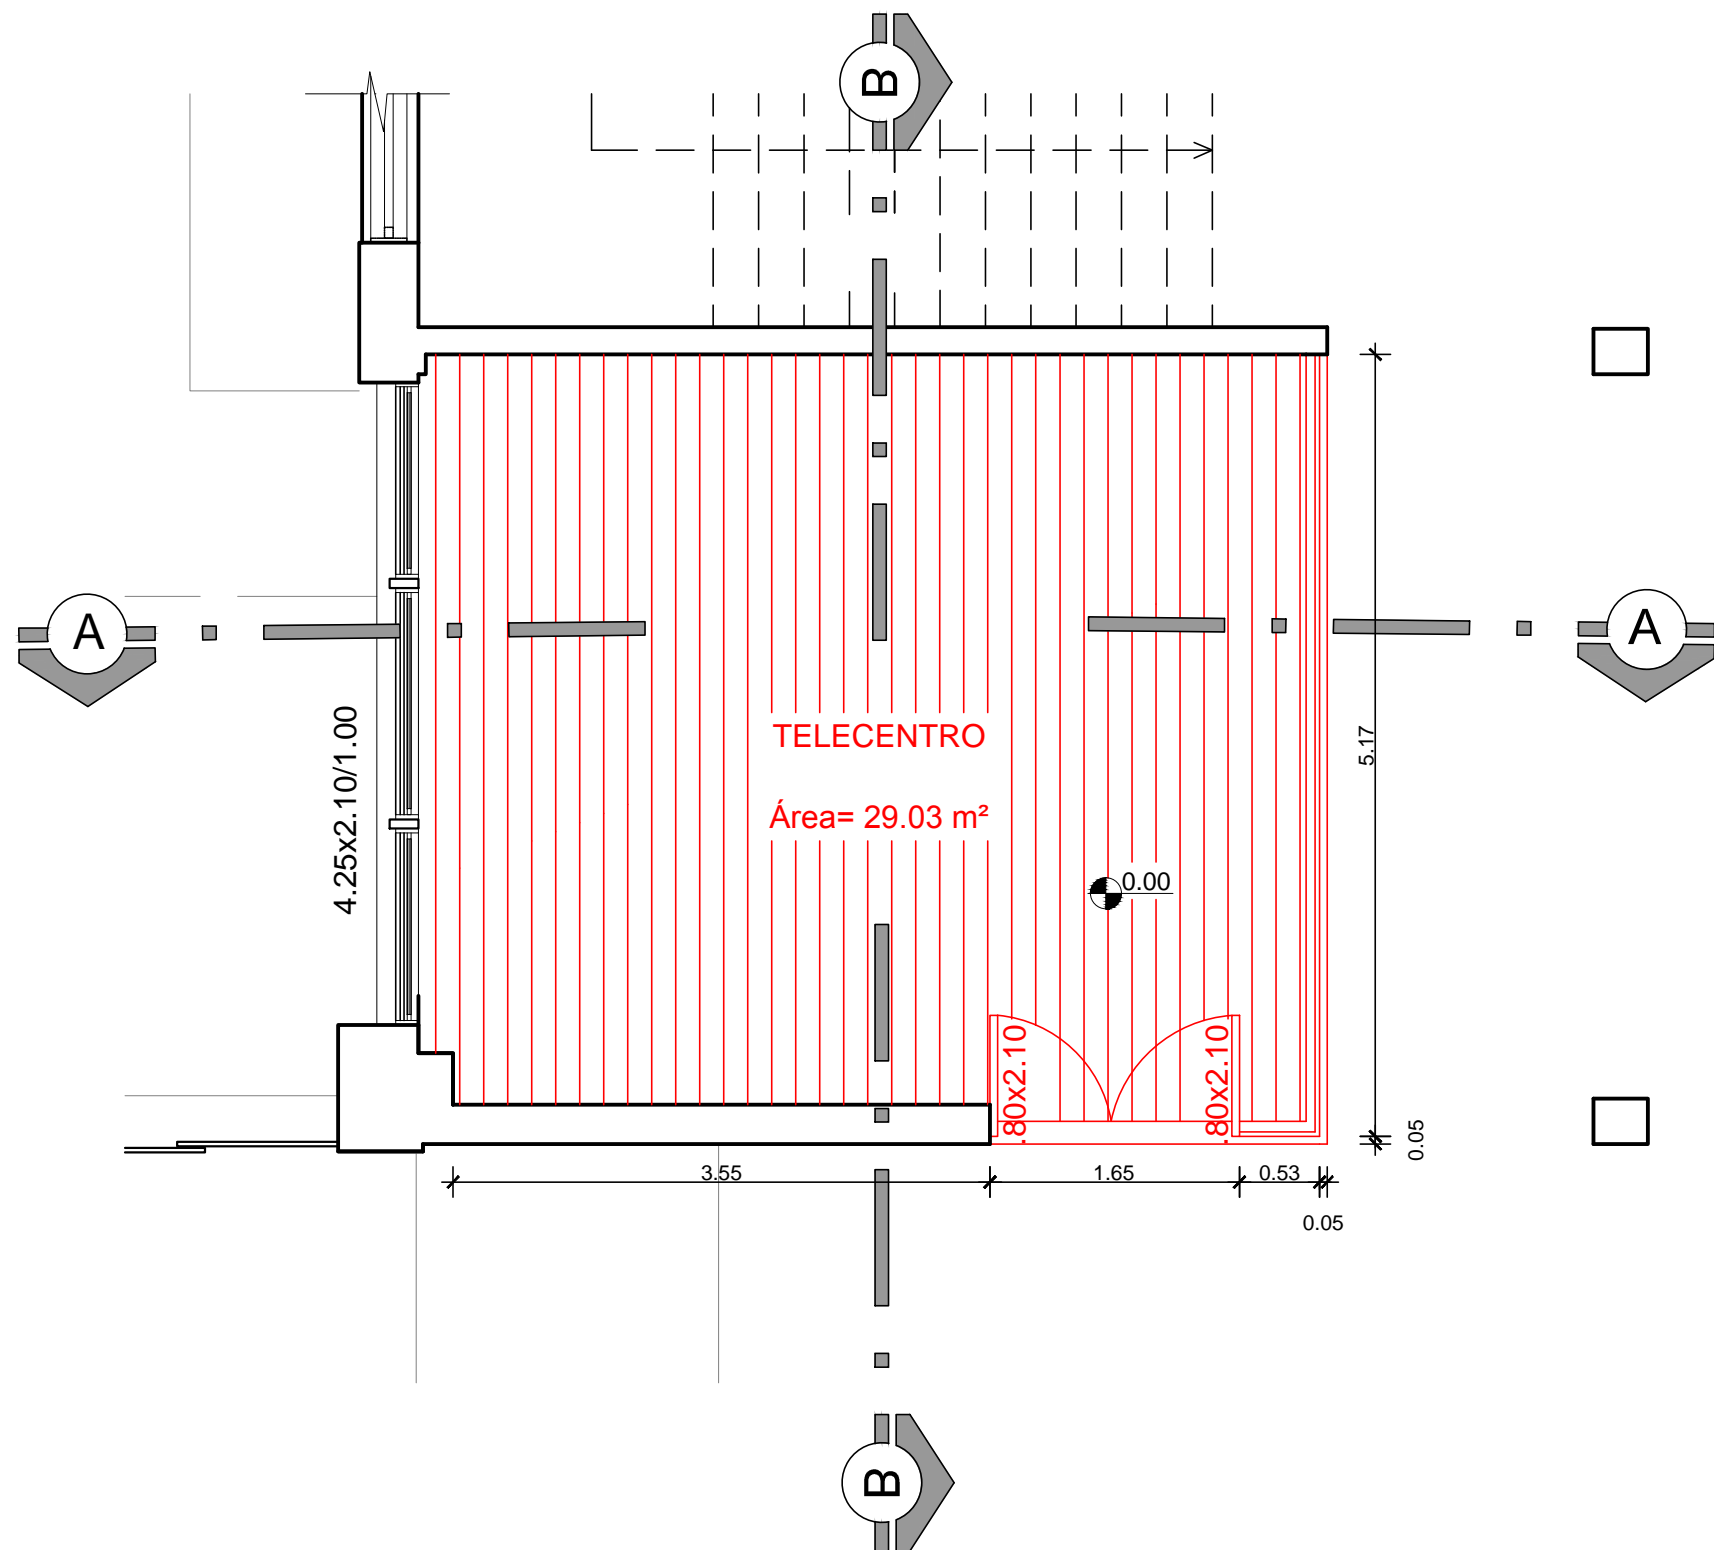 B
A
A
4.25x2.10/1.00
TELECENTRO
Área= 29.03 m²
5.17
0.00
.80x2.10
.80x2.10
0.05
3.55
1.65
0.53
0.05
B